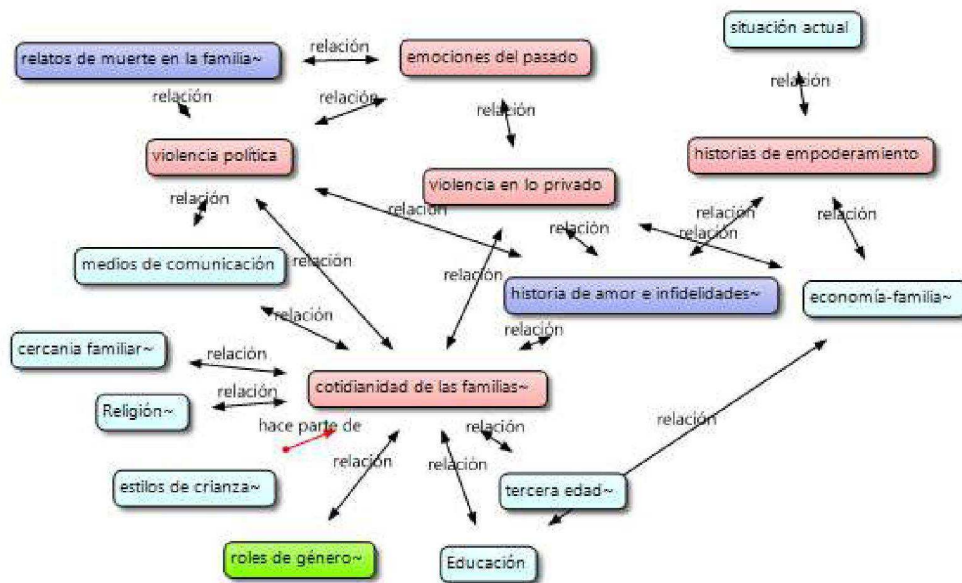 situación actual
relación
relatos de muerte en la familia~
emociones del pasado
relación
relación
relación
relación
violencia política
historias de empoderamiento
violencia en lo privado
relación
relación
relación
relación
relación
relación
medios de comunicación
relación
relación
historia de amor e infidelidades~
economía-familia~
relación
relación
cercania familiar~
relación
cotidianidad de las familias~
relación
Religión~
hace parte de
relación
relación
relación
relación
estilos de crianza~
tercera edad~
roles de género~
Educación